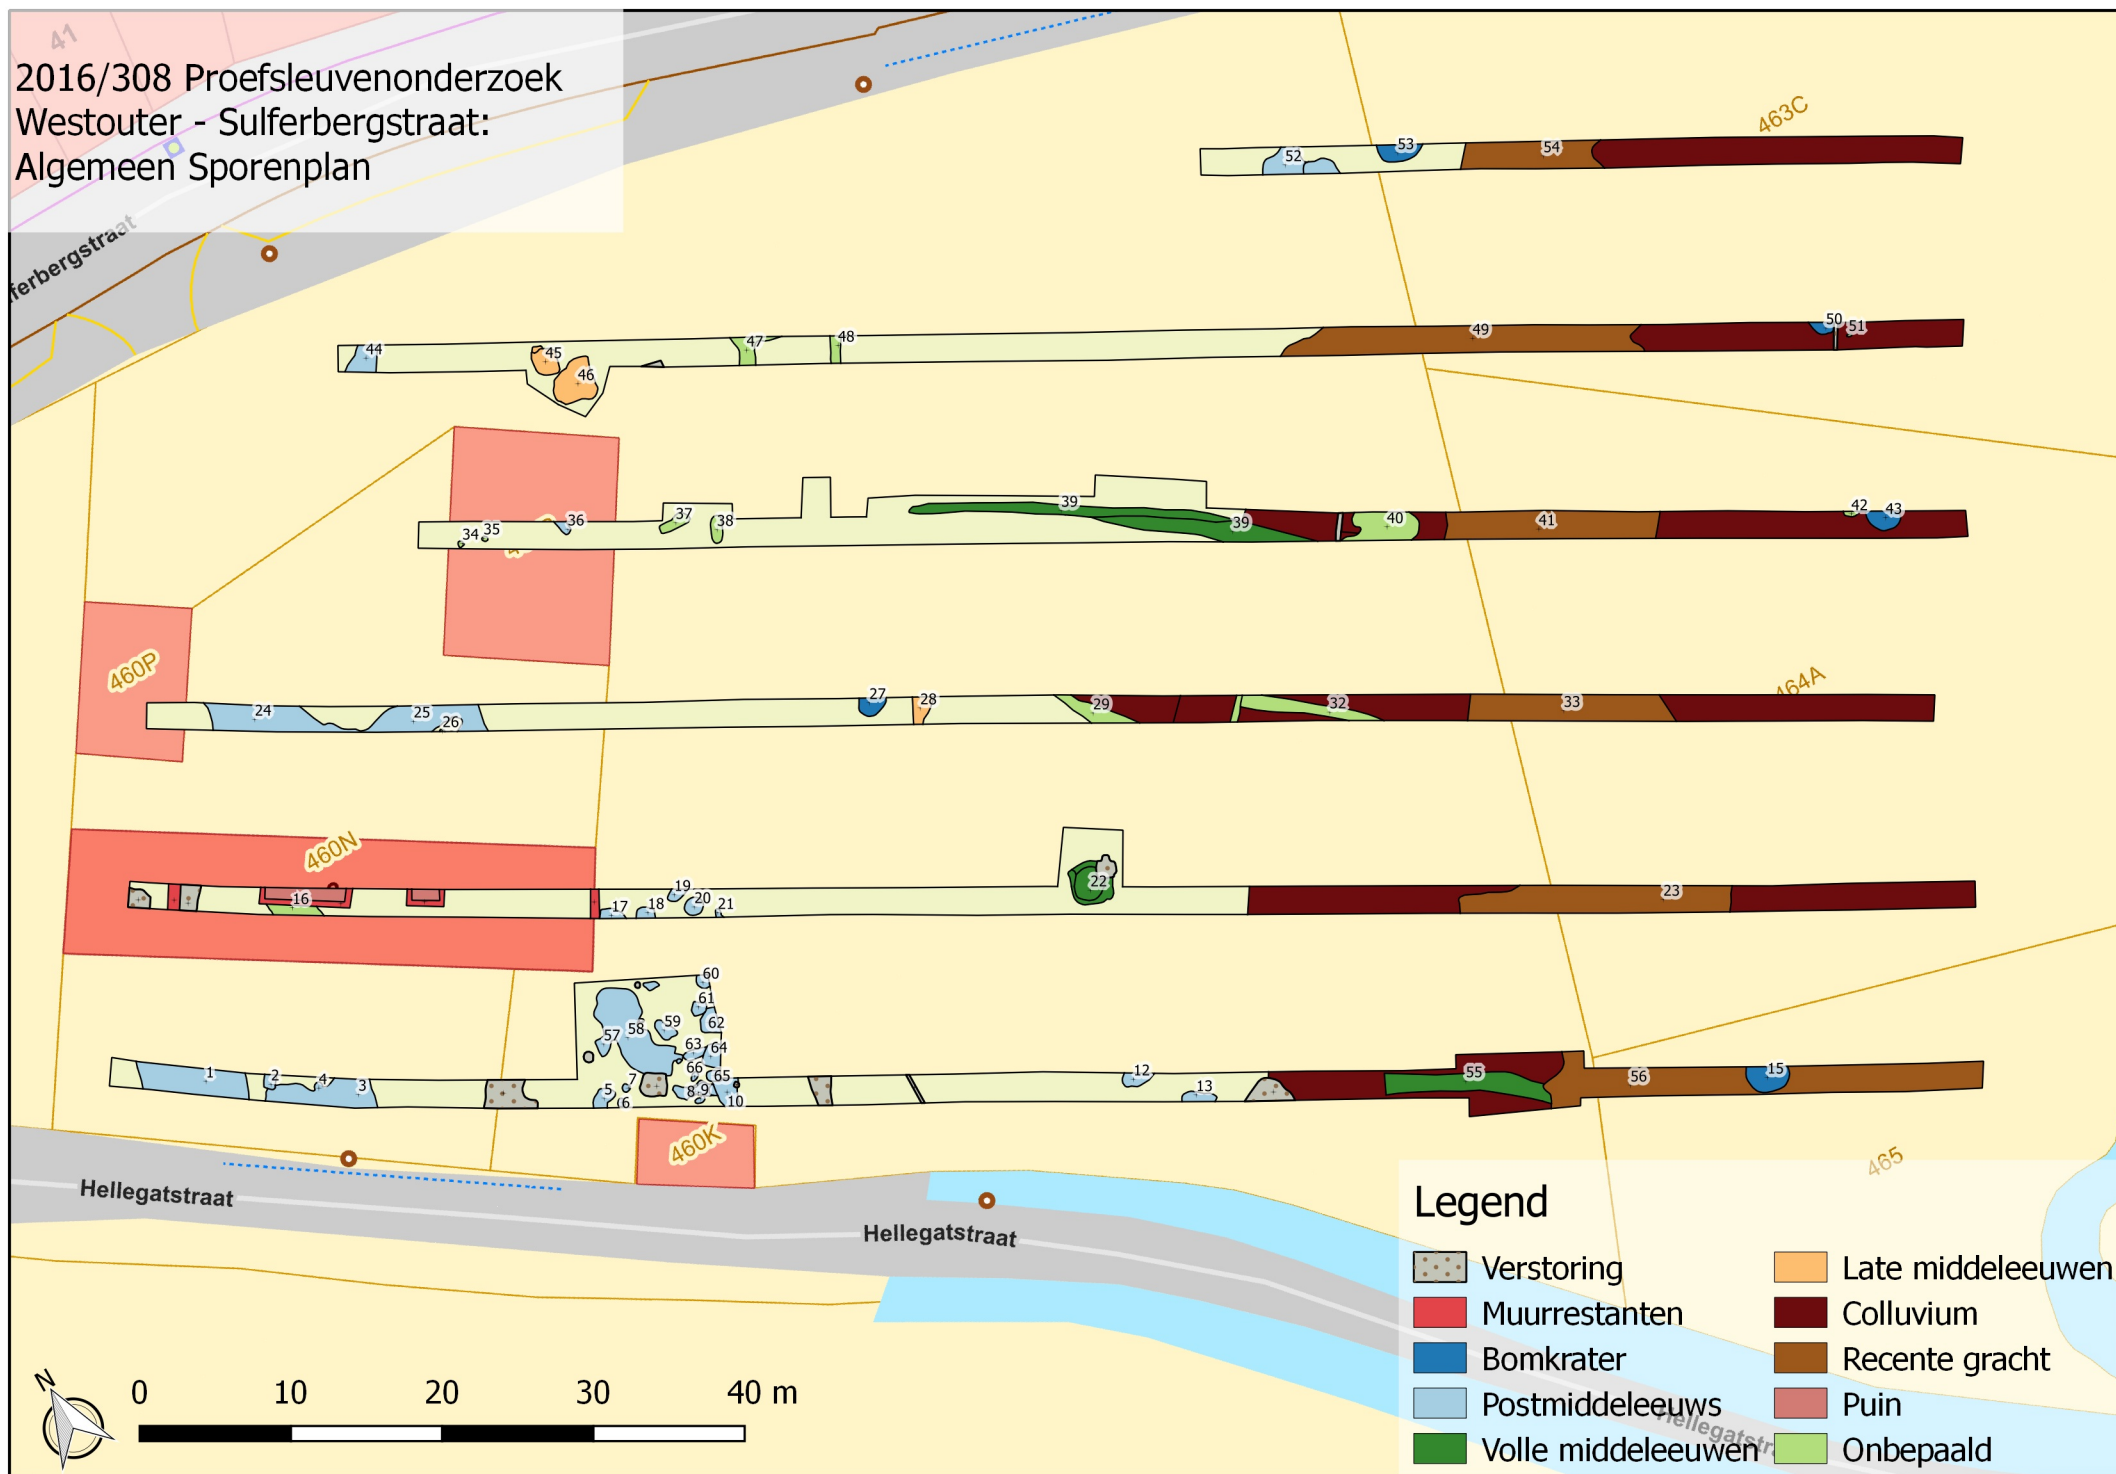 41
2016/308 Proefsleuvenonderzoek
Westouter - Sulferbergstraat:
Algemeen Sporenplan
ferbergstraat
463C
52 53 54
44 45 46 47 48 49 50 51
34 35 36 37 38 39 39 40 41 42 43
460P
464A
24 25 26 27 28 29 32 33
460N
16 17 18 19 20 21 22 23
60
61
57 58 59 62
63 64
66 65
1 2 4 3 5 6 7 8 9 10 12 13 55 56 15
460K
465
Hellegatstraat
Hellegatstraat
Hellegatstra
Legend
Verstoring
Muurrestanten
Bomkrater
Postmiddeleeuws
Volle middeleeuwen
Late middeleeuwen
Colluvium
Recente gracht
Puin
Onbepaald
N
0 10 20 30 40 m